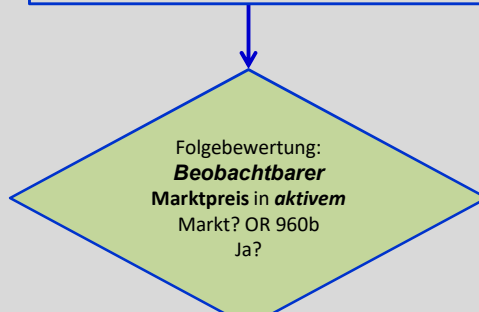 Folgebewertung:
Beobachtbarer
Marktpreis in aktivem
Markt? OR 960b
Ja?